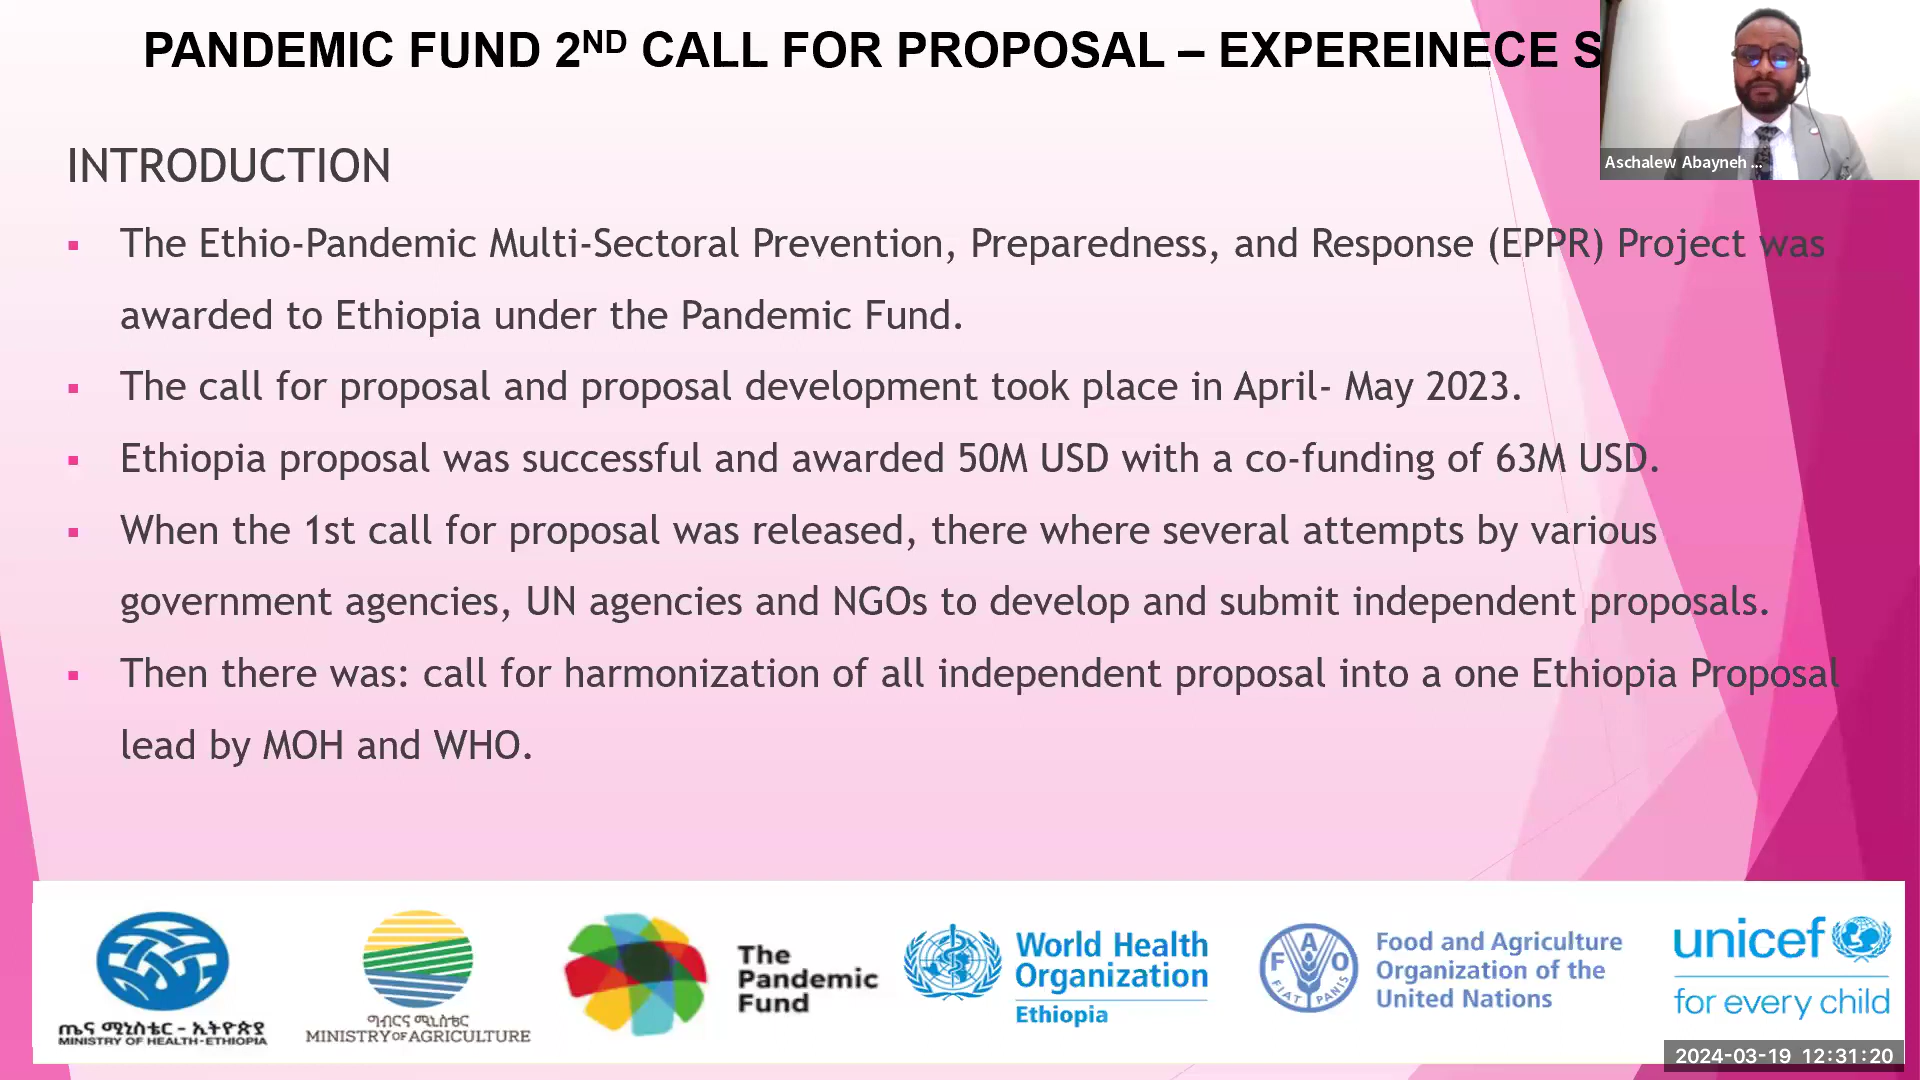 PANDEMIC FUND 2ND CALL FOR PROPOSAL – EXPEREINECE S
Aschalew Abayneh ...
INTRODUCTION
▪ The Ethio-Pandemic Multi-Sectoral Prevention, Preparedness, and Response (EPPR) Project was
awarded to Ethiopia under the Pandemic Fund.
▪ The call for proposal and proposal development took place in April- May 2023.
▪ Ethiopia proposal was successful and awarded 50M USD with a co-funding of 63M USD.
▪ When the 1st call for proposal was released, there where several attempts by various
government agencies, UN agencies and NGOs to develop and submit independent proposals.
▪ Then there was: call for harmonization of all independent proposal into a one Ethiopia Proposal
lead by MOH and WHO.
ጤና ሚኒስቴር - ኢትዮጵያ
MINISTRY OF HEALTH-ETHIOPIA
ግብርና ሚኒስቴር
MINISTRY OF AGRICULTURE
The
Pandemic
Fund
World Health
Organization
Ethiopia
F A O
FIAT PANIS
Food and Agriculture
Organization of the
United Nations
unicef
for every child
2024-03-19 12:31:20